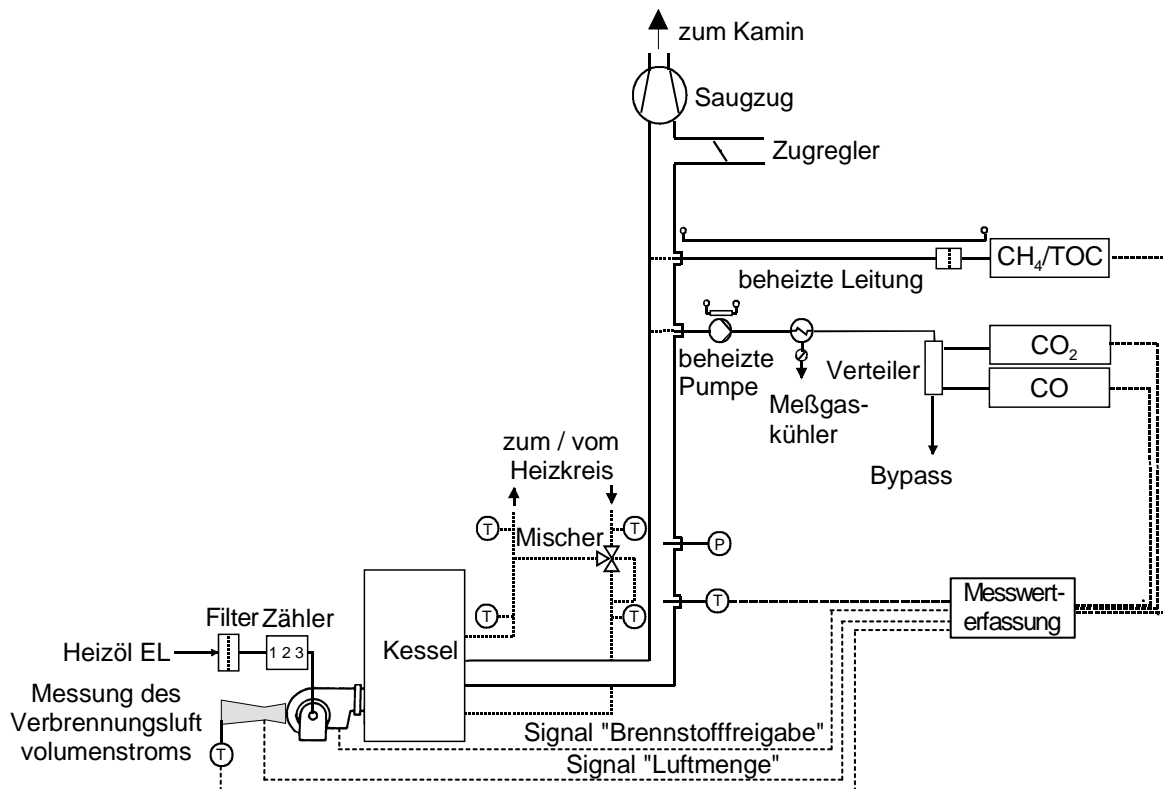 zum Kamin
Saugzug
Zugregler
CH₄/TOC
beheizte Leitung
CO₂
beheizte
Pumpe
Verteiler
CO
Meßgas-
kühler
Bypass
zum / vom
Heizkreis
T
Mischer
T
P
T
T
T
Messwert-
erfassung
Filter
Zähler
Heizöl EL
1 2 3
Kessel
Messung des
Verbrennungsluft
volumenstroms
T
Signal "Brennstofffreigabe"
Signal "Luftmenge"